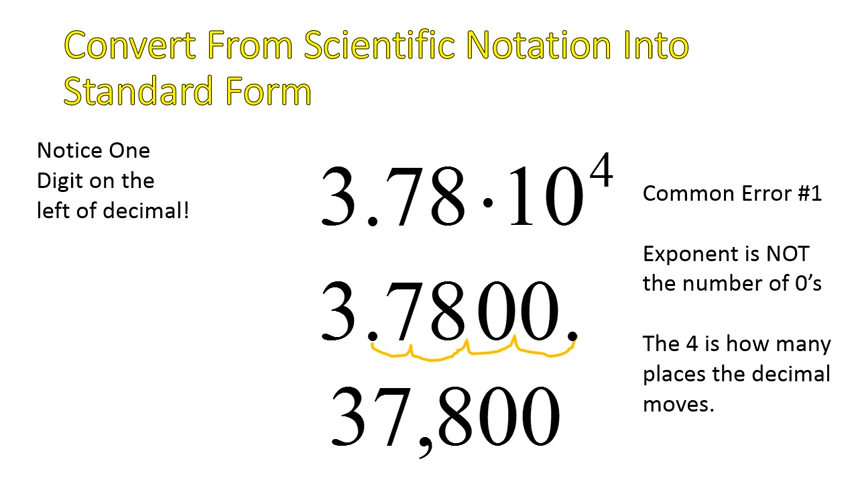 Convert From Scientific Notation Into
Standard Form
Notice One
Digit on the
left of decimal!
3.78·10⁴
3.7800.
37,800
Common Error #1
Exponent is NOT
the number of 0's
The 4 is how many
places the decimal
moves.